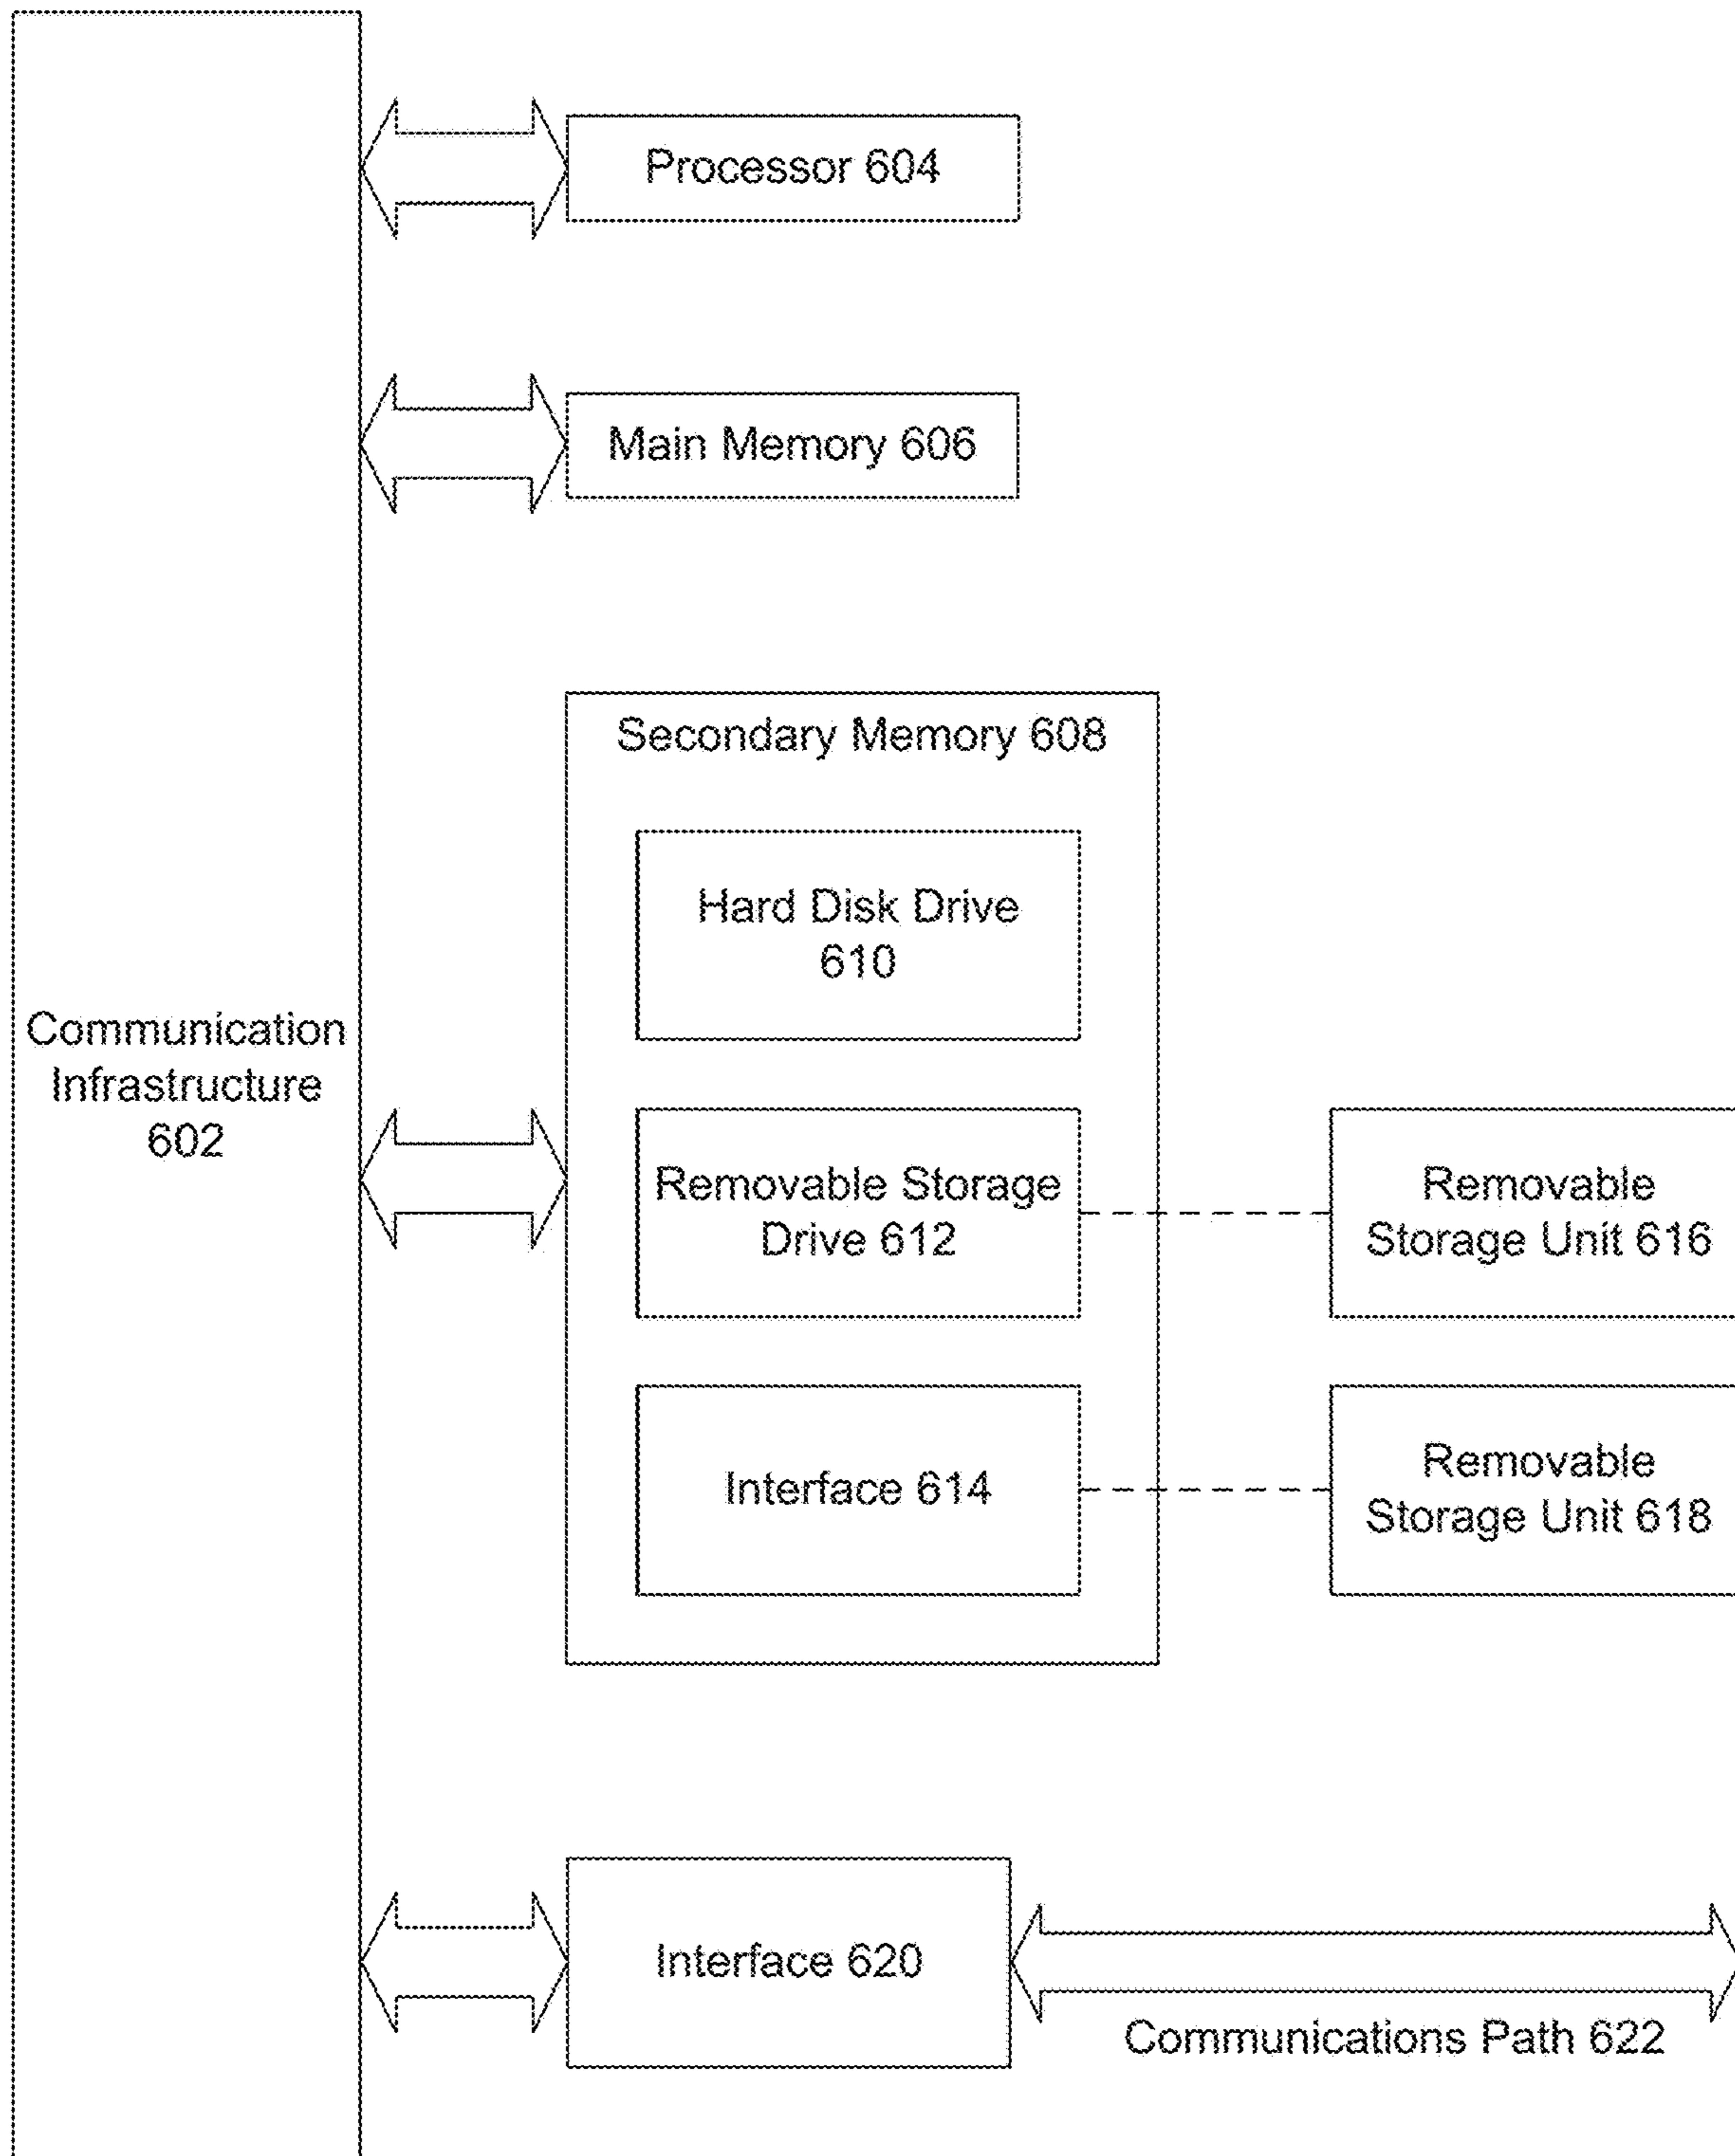 Processor 604
Main Memory 606
Secondary Memory 608
Hard Disk Drive
610
Communication
Infrastructure
602
Removable Storage
Drive 612
Removable
Storage Unit 616
Interface 614
Removable
Storage Unit 618
Interface 620
Communications Path 622